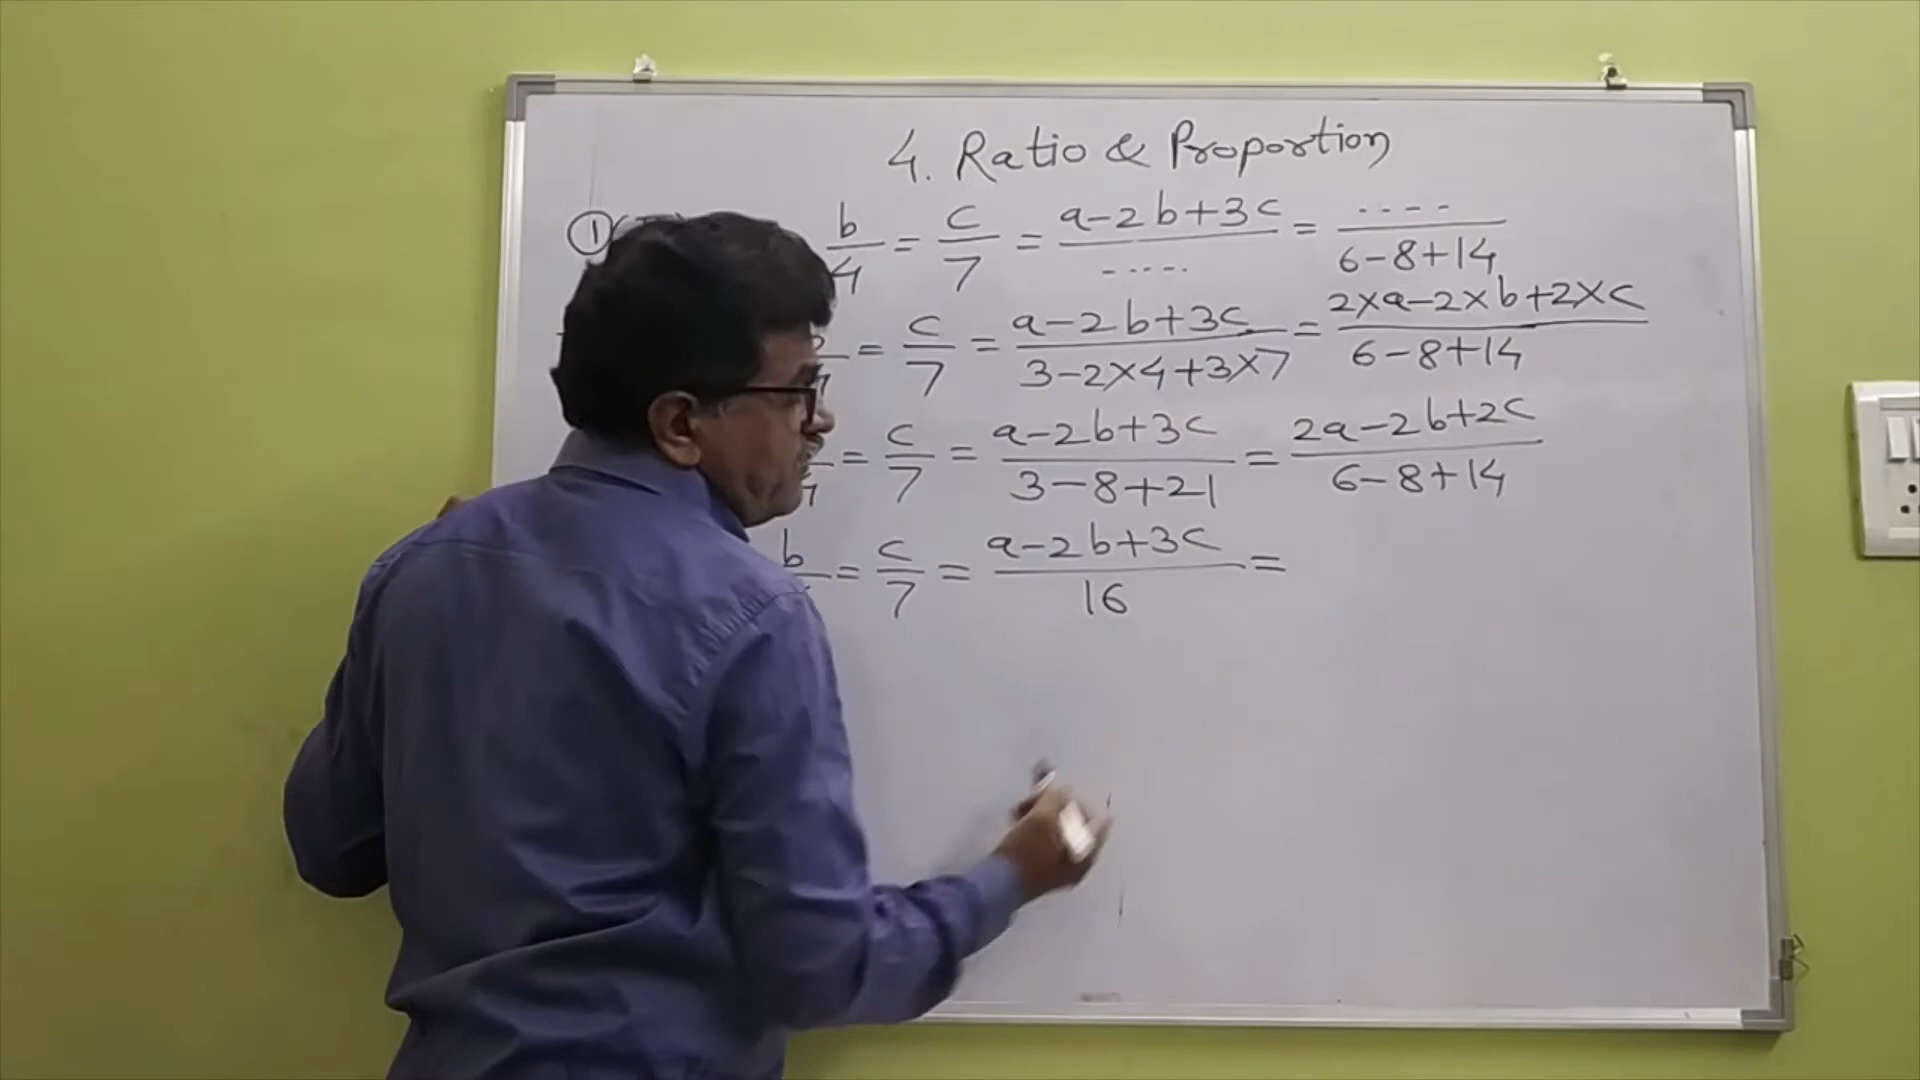 4. Ratio & Proportion
① b/4 = c/7 = a-2b+3c/..... = ..../6-8+14
= c/7 = a-2b+3c/3-2×4+3×7 = 2×a-2×b+2×c/6-8+14
= c/7 = a-2b+3c/3-8+21 = 2a-2b+2c/6-8+14
b = c/7 = a-2b+3c/16 =